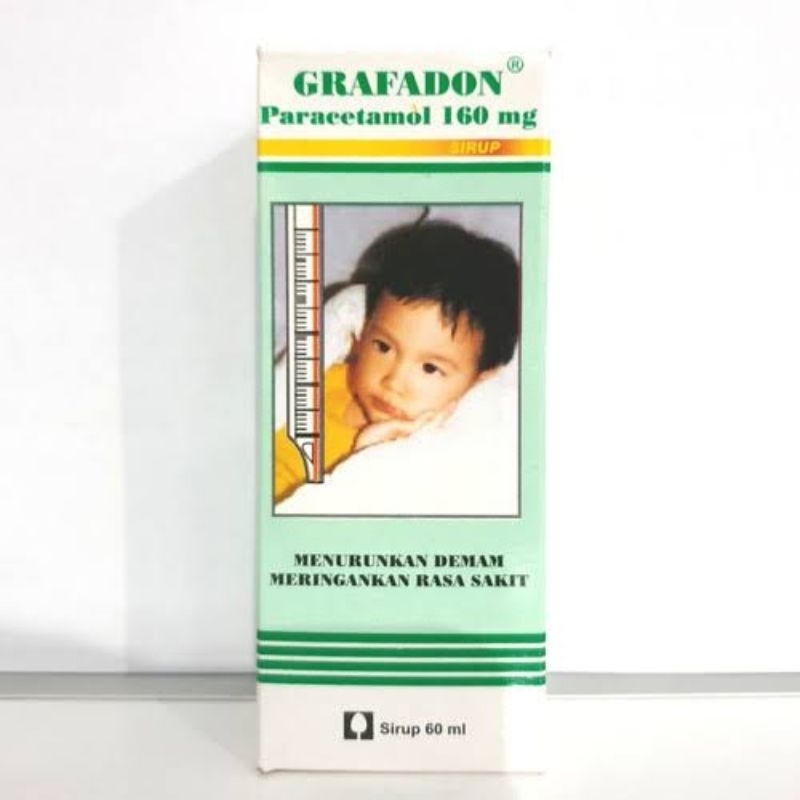 GRAFADON®
Paracetamol 160 mg
SIRUP
MENURUNKAN DEMAM
MERINGANKAN RASA SAKIT
Sirup 60 ml